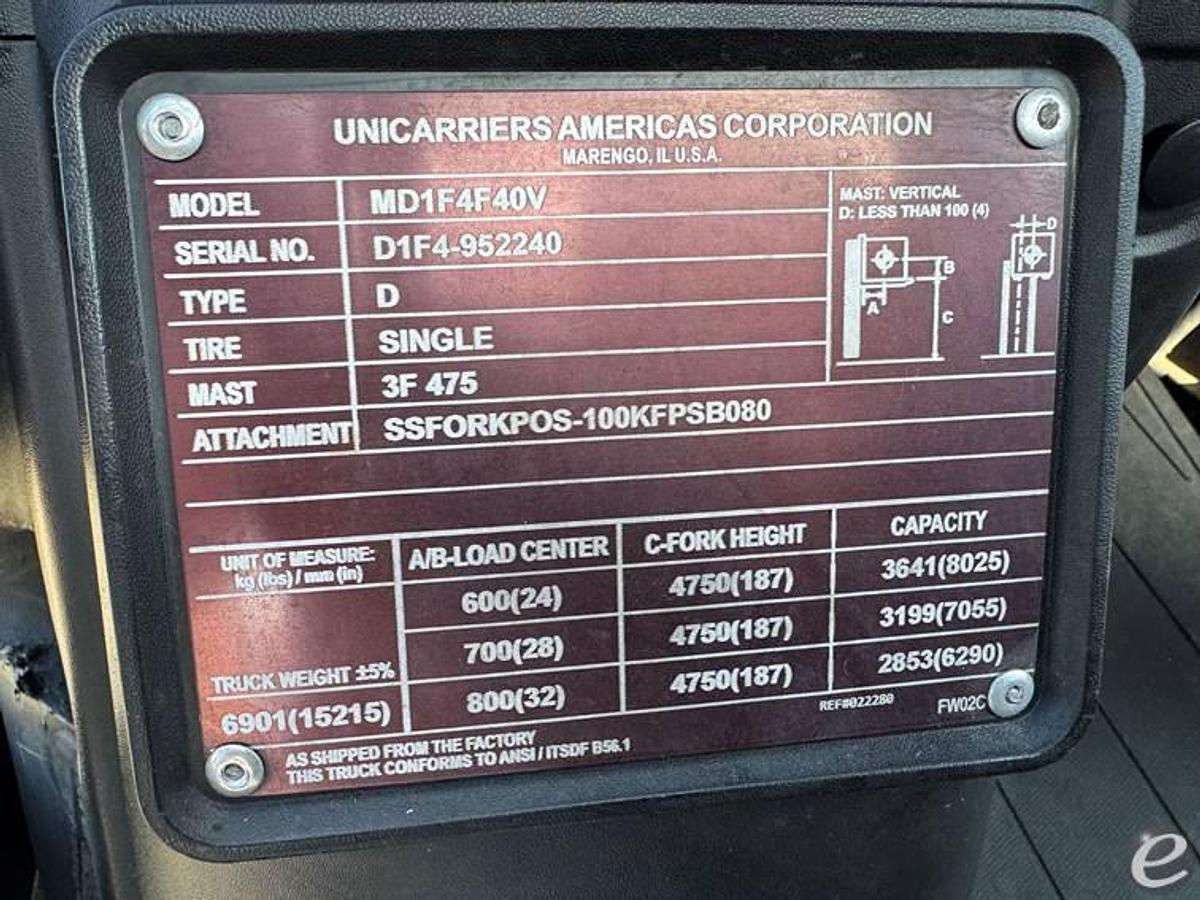 UNICARRIERS AMERICAS CORPORATION
MARENGO, IL U.S.A.
MODEL MD1F4F40V
SERIAL NO. D1F4-952240
TYPE D
TIRE SINGLE
MAST 3F 475
ATTACHMENT SSFORKPOS-100KFPSB080
MAST: VERTICAL
D: LESS THAN 100 (4)
D
B
A
C
UNIT OF MEASURE: A/B-LOAD CENTER C-FORK HEIGHT CAPACITY
kg (lbs) / mm (in)
600(24) 4750(187) 3641(8025)
700(28) 4750(187) 3199(7055)
TRUCK WEIGHT ±5%
6901(15215) 800(32) 4750(187) 2853(6290)
REF#022280 FW02C
AS SHIPPED FROM THE FACTORY
THIS TRUCK CONFORMS TO ANSI / ITSDF B56.1
e